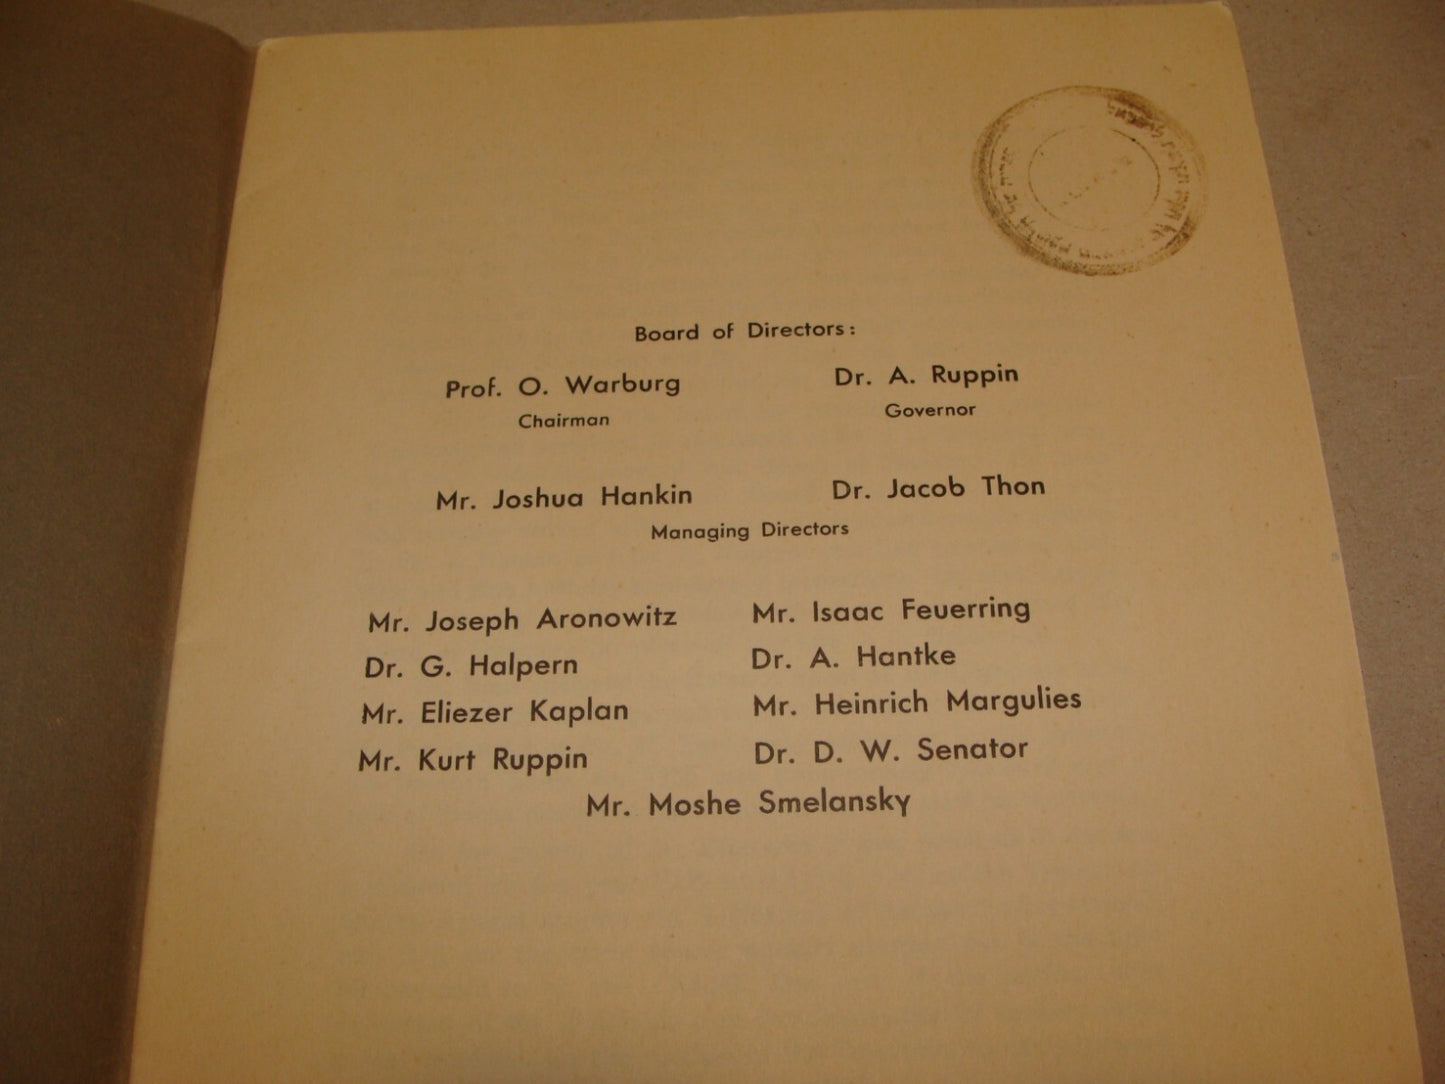 Board of Directors:
Prof. O. Warburg Dr. A. Ruppin
Chairman Governor
Mr. Joshua Hankin Dr. Jacob Thon
Managing Directors
Mr. Joseph Aronowitz Mr. Isaac Feuerring
Dr. G. Halpern Dr. A. Hantke
Mr. Eliezer Kaplan Mr. Heinrich Margulies
Mr. Kurt Ruppin Dr. D. W. Senator
Mr. Moshe Smelansky